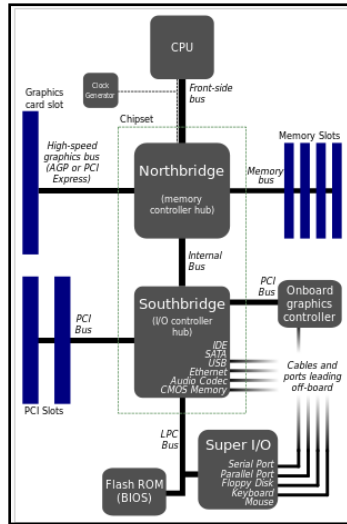 CPU
Clock
Generator
Front-side
bus
Graphics
card slot
Chipset
High-speed
graphics bus
(AGP or PCI
Express)
Northbridge
(memory
controller hub)
Memory
bus
Memory Slots
Internal
Bus
Southbridge
(I/O controller
hub)
PCI
Bus
Onboard
graphics
controller
PCI
Bus
PCI Slots
IDE
SATA
USB
Ethernet
Audio Codec
CMOS Memory
Cables and
ports leading
off-board
LPC
Bus
Super I/O
Serial Port
Parallel Port
Floppy Disk
Keyboard
Mouse
Flash ROM
(BIOS)